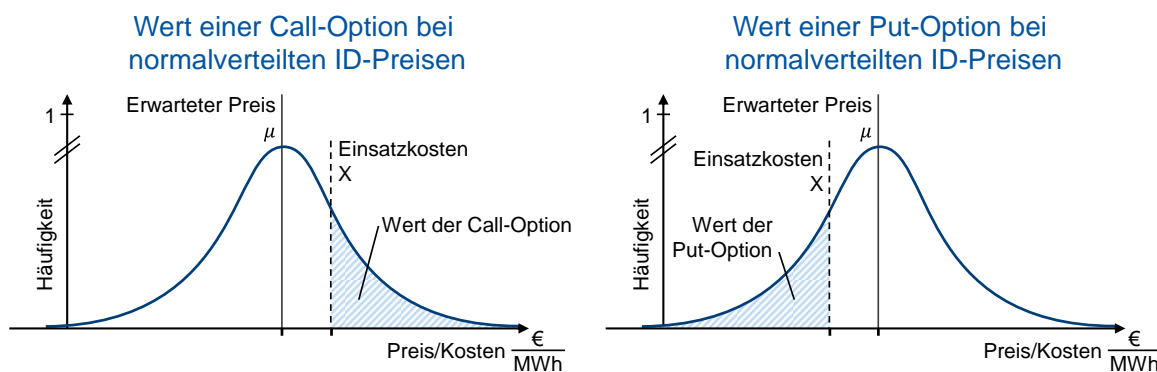 Wert einer Call-Option bei
normalverteilten ID-Preisen
1
Erwarteter Preis
μ
Einsatzkosten
X
Wert der Call-Option
Häufigkeit
Preis/Kosten €
MWh
Wert einer Put-Option bei
normalverteilten ID-Preisen
1
Erwarteter Preis
μ
Einsatzkosten
X
Wert der
Put-Option
Häufigkeit
Preis/Kosten €
MWh